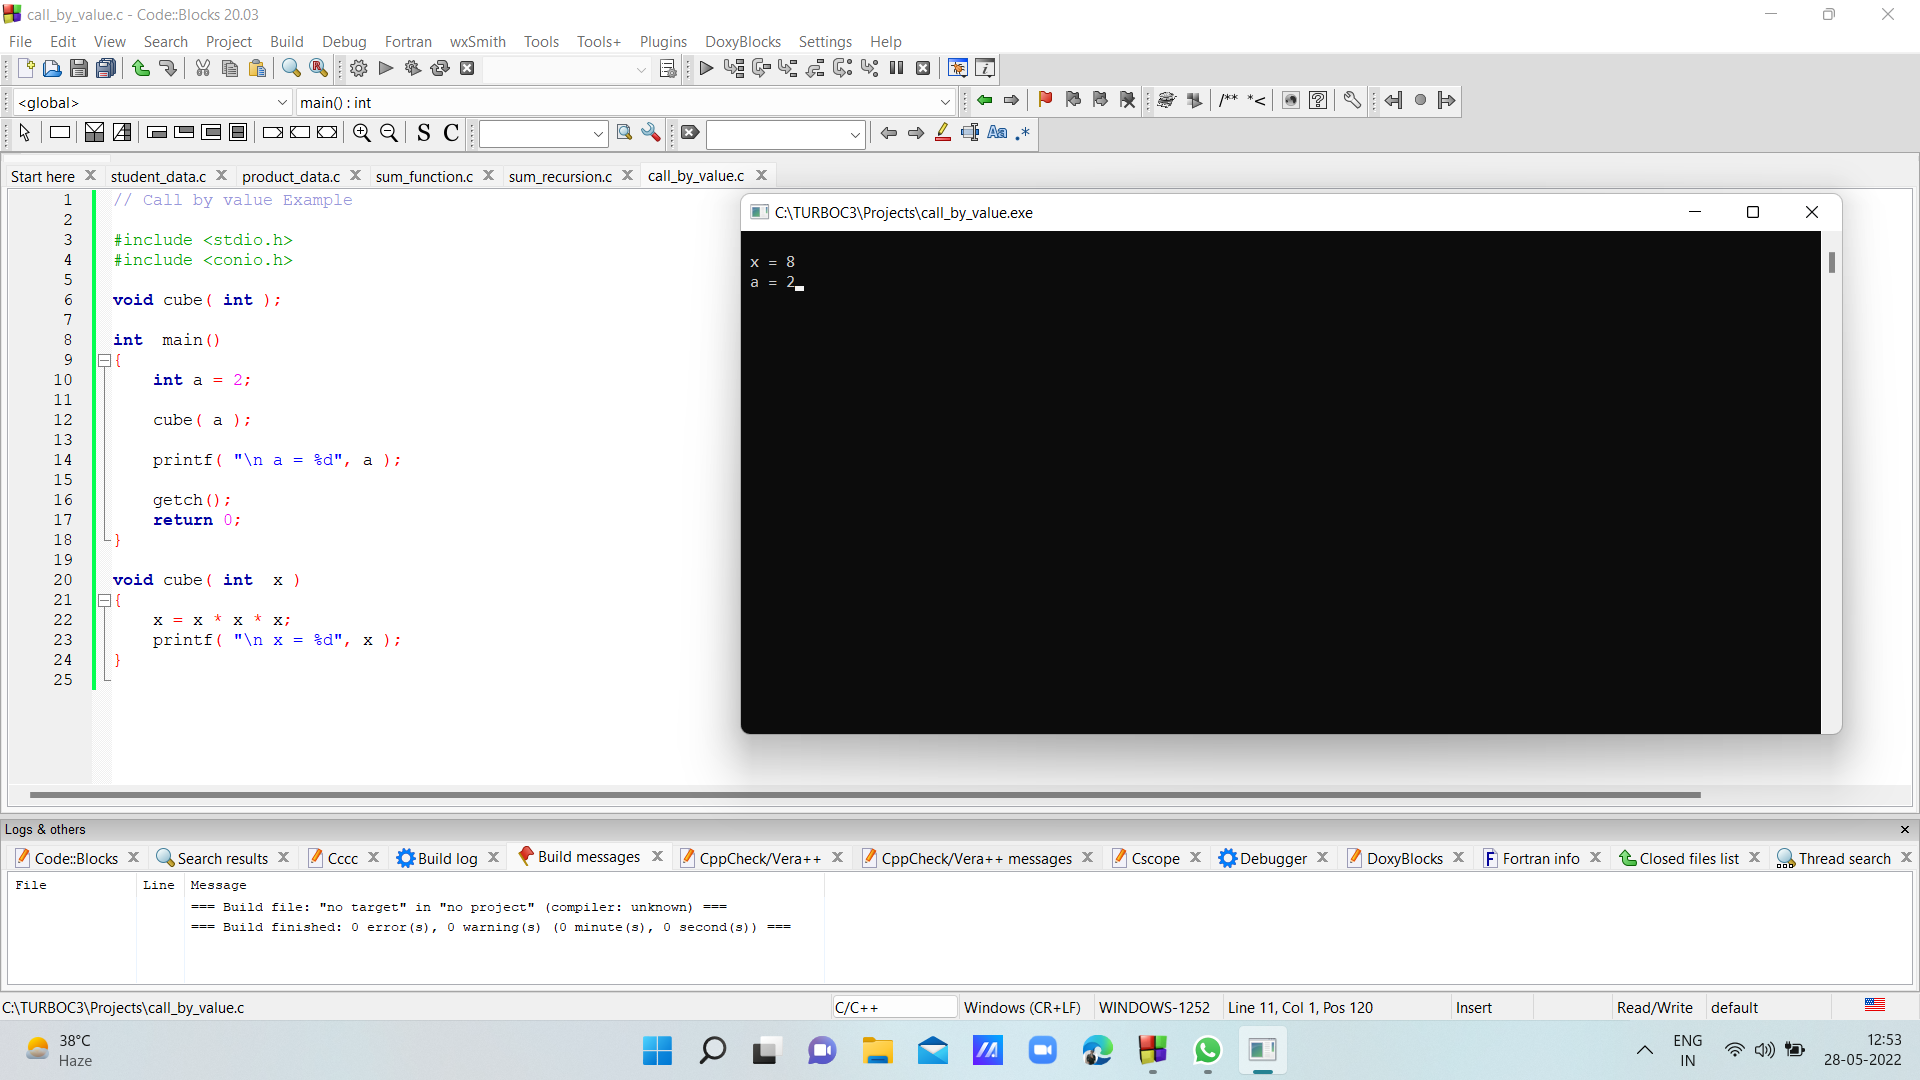 call_by_value.c - Code::Blocks 20.03
File Edit View Search Project Build Debug Fortran wxSmith Tools Tools+ Plugins DoxyBlocks Settings Help
<global> main() : int
/** *<
S C Aa .*
Start here student_data.c product_data.c sum_function.c sum_recursion.c call_by_value.c
1 // Call by value Example
2
3 #include <stdio.h>
4 #include <conio.h>
5
6 void cube( int );
7
8 int  main()
9 {
10 int a = 2;
11
12 cube( a );
13
14 printf( "\n a = %d", a );
15
16 getch();
17 return 0;
18 }
19
20 void cube( int  x )
21 {
22 x = x * x * x;
23 printf( "\n x = %d", x );
24 }
25
C:\TURBOC3\Projects\call_by_value.exe
x = 8
a = 2
Logs & others
Code::Blocks Search results Cccc Build log Build messages CppCheck/Vera++ CppCheck/Vera++ messages Cscope Debugger DoxyBlocks Fortran info Closed files list Thread search
File Line Message
=== Build file: "no target" in "no project" (compiler: unknown) ===
=== Build finished: 0 error(s), 0 warning(s) (0 minute(s), 0 second(s)) ===
C:\TURBOC3\Projects\call_by_value.c C/C++ Windows (CR+LF) WINDOWS-1252 Line 11, Col 1, Pos 120 Insert Read/Write default
38°C
Haze
ENG
IN
12:53
28-05-2022